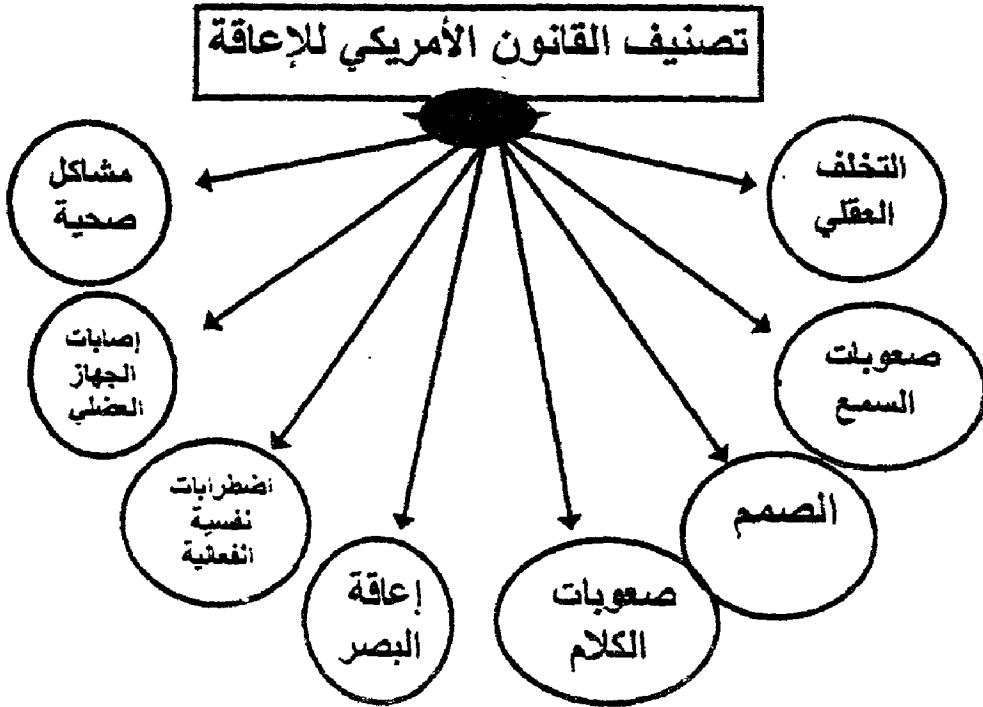 تصنيف القانون الأمريكي للإعاقة
التخلف
العقلي
صعوبات
السمع
الصمم
صعوبات
الكلام
إعاقة
البصر
اضطرابات
نفسية
انفعالية
إصابات
الجهاز
العضلي
مشاكل
صحية